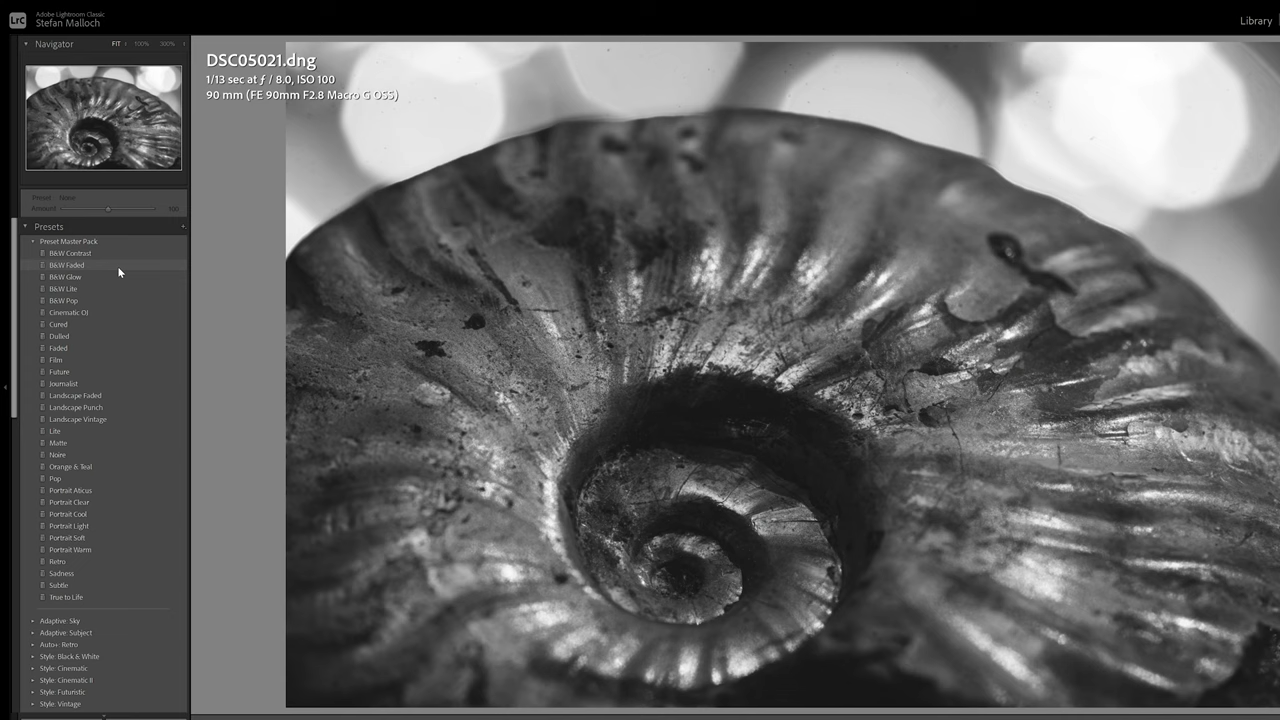 LrC
Adobe Lightroom Classic
Stefan Malloch
Library
Navigator
FIT
100%
300%
DSC05021.dng
1/13 sec at ƒ / 8.0, ISO 100
90 mm (FE 90mm F2.8 Macro G OSS)
Preset: None
Amount
100
Presets
+
Preset Master Pack
B&W Contrast
B&W Faded
B&W Glow
B&W Lite
B&W Pop
Cinematic OJ
Cured
Dulled
Faded
Film
Future
Journalist
Landscape Faded
Landscape Punch
Landscape Vintage
Lite
Matte
Noire
Orange & Teal
Pop
Portrait Aticus
Portrait Clear
Portrait Cool
Portrait Light
Portrait Soft
Portrait Warm
Retro
Sadness
Subtle
True to Life
Adaptive: Sky
Adaptive: Subject
Auto+: Retro
Style: Black & White
Style: Cinematic
Style: Cinematic II
Style: Futuristic
Style: Vintage